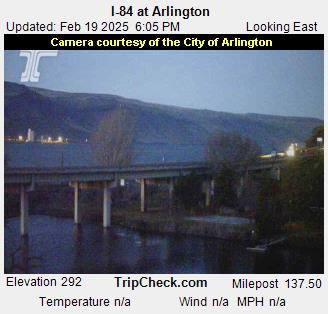 I-84 at Arlington
Updated: Feb 19 2025 6:05 PM Looking East
Camera courtesy of the City of Arlington
Elevation 292 TripCheck.com Milepost 137.50
Temperature n/a Wind n/a MPH n/a